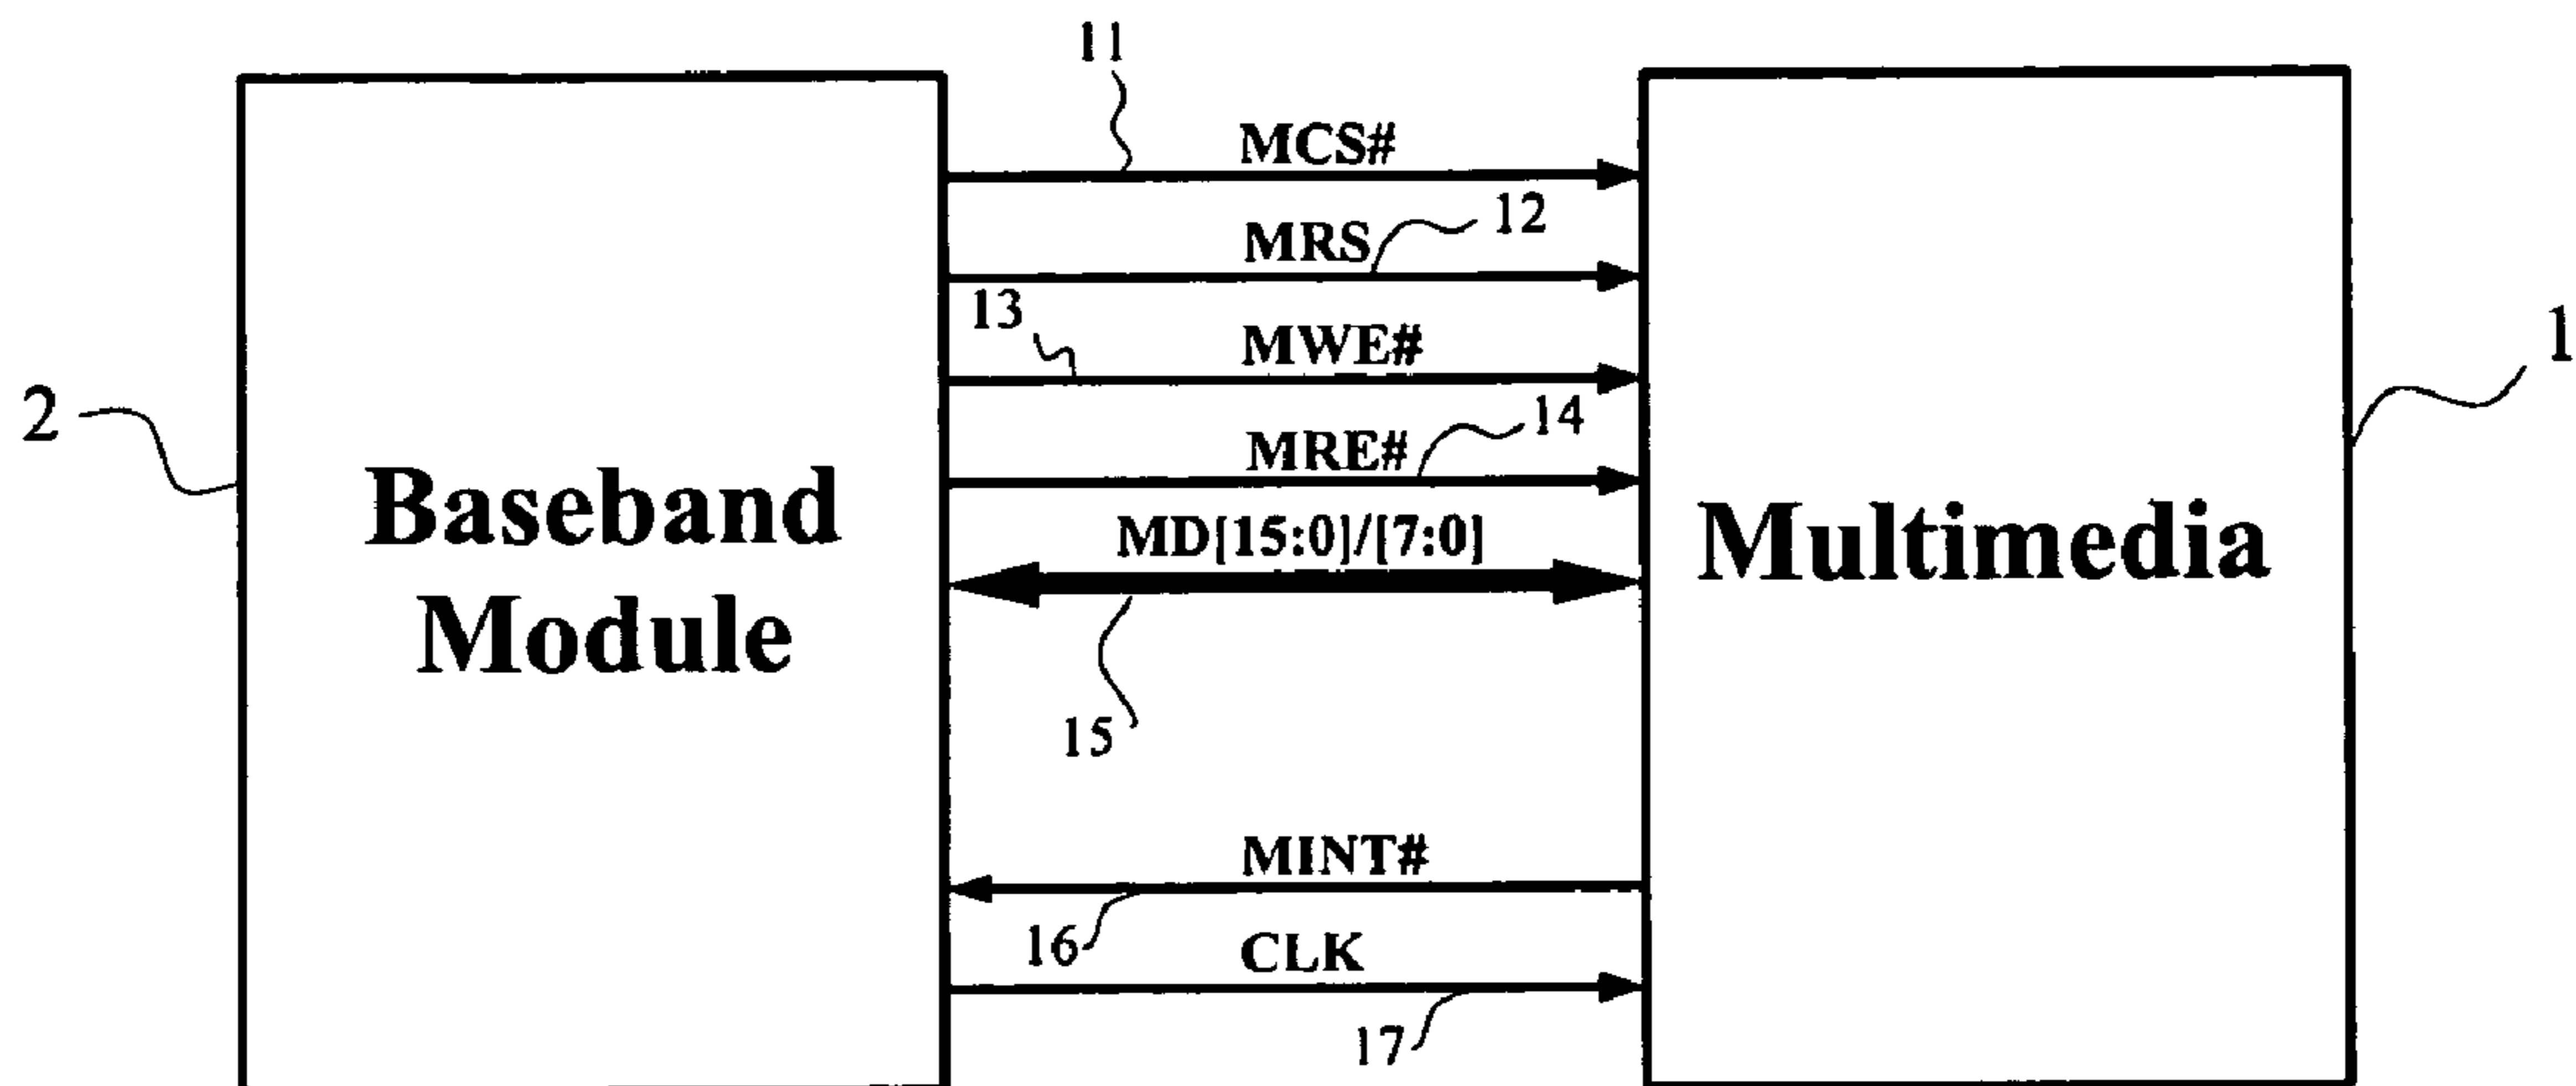 11
MCS#
12
MRS
13
MWE#
1
2
14
MRE#
Baseband
Module
MD[15:0]/[7:0]
Multimedia
15
MINT#
16
CLK
17